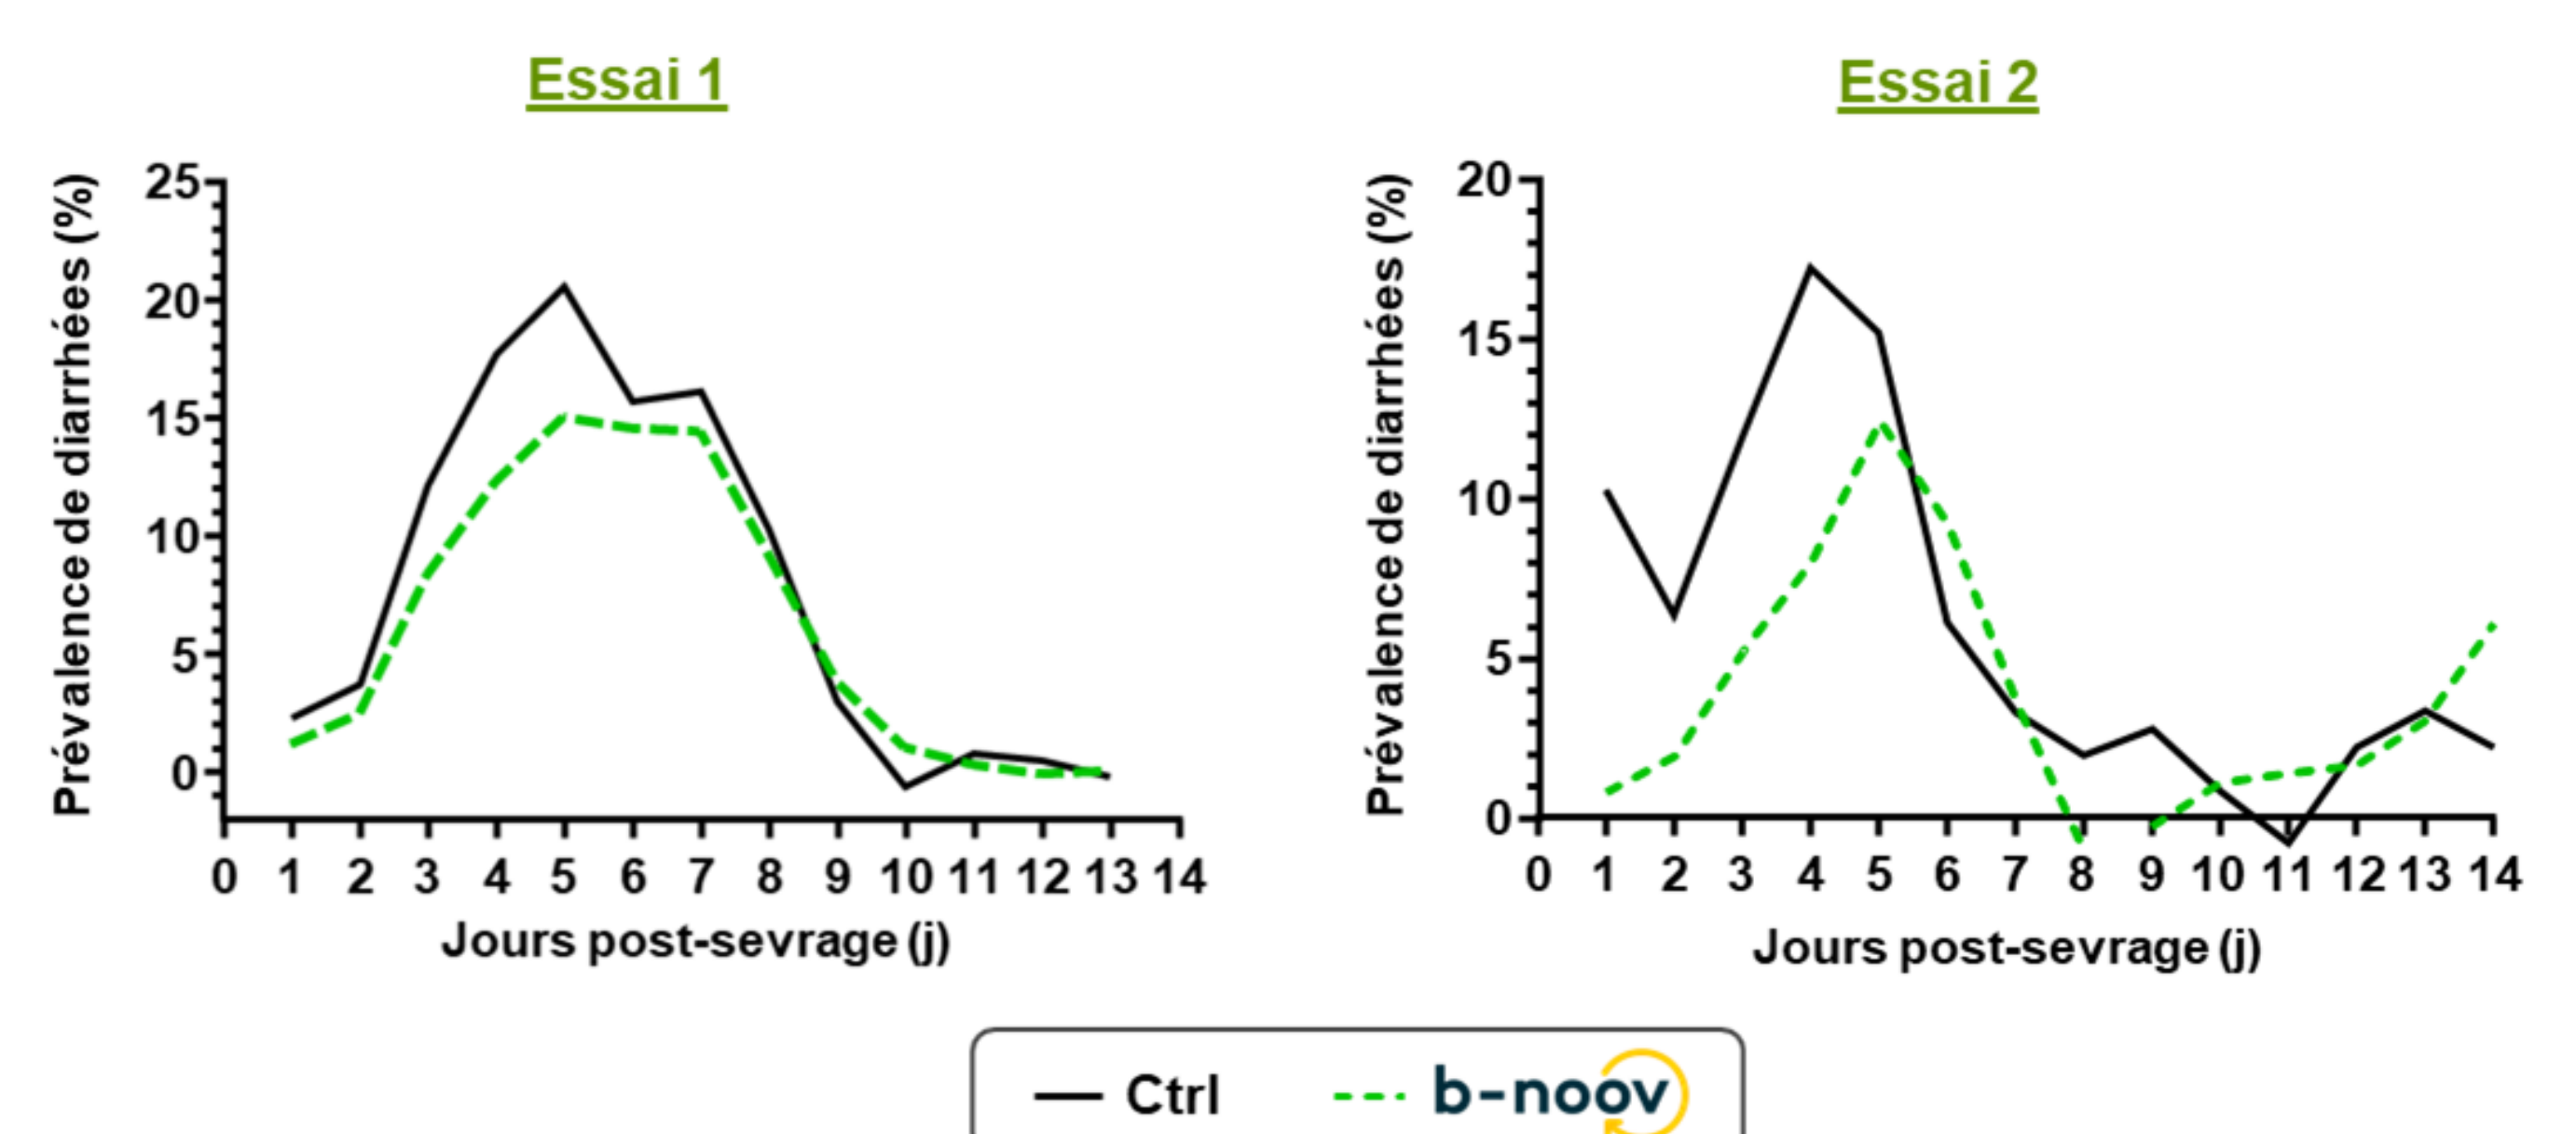 Essai 1
Prévalence de diarrhées (%)
25
20
15
10
5
0
0 1 2 3 4 5 6 7 8 9 10 11 12 13 14
Jours post-sevrage (j)
Essai 2
Prévalence de diarrhées (%)
20
15
10
5
0
0 1 2 3 4 5 6 7 8 9 10 11 12 13 14
Jours post-sevrage (j)
Ctrl b-noov